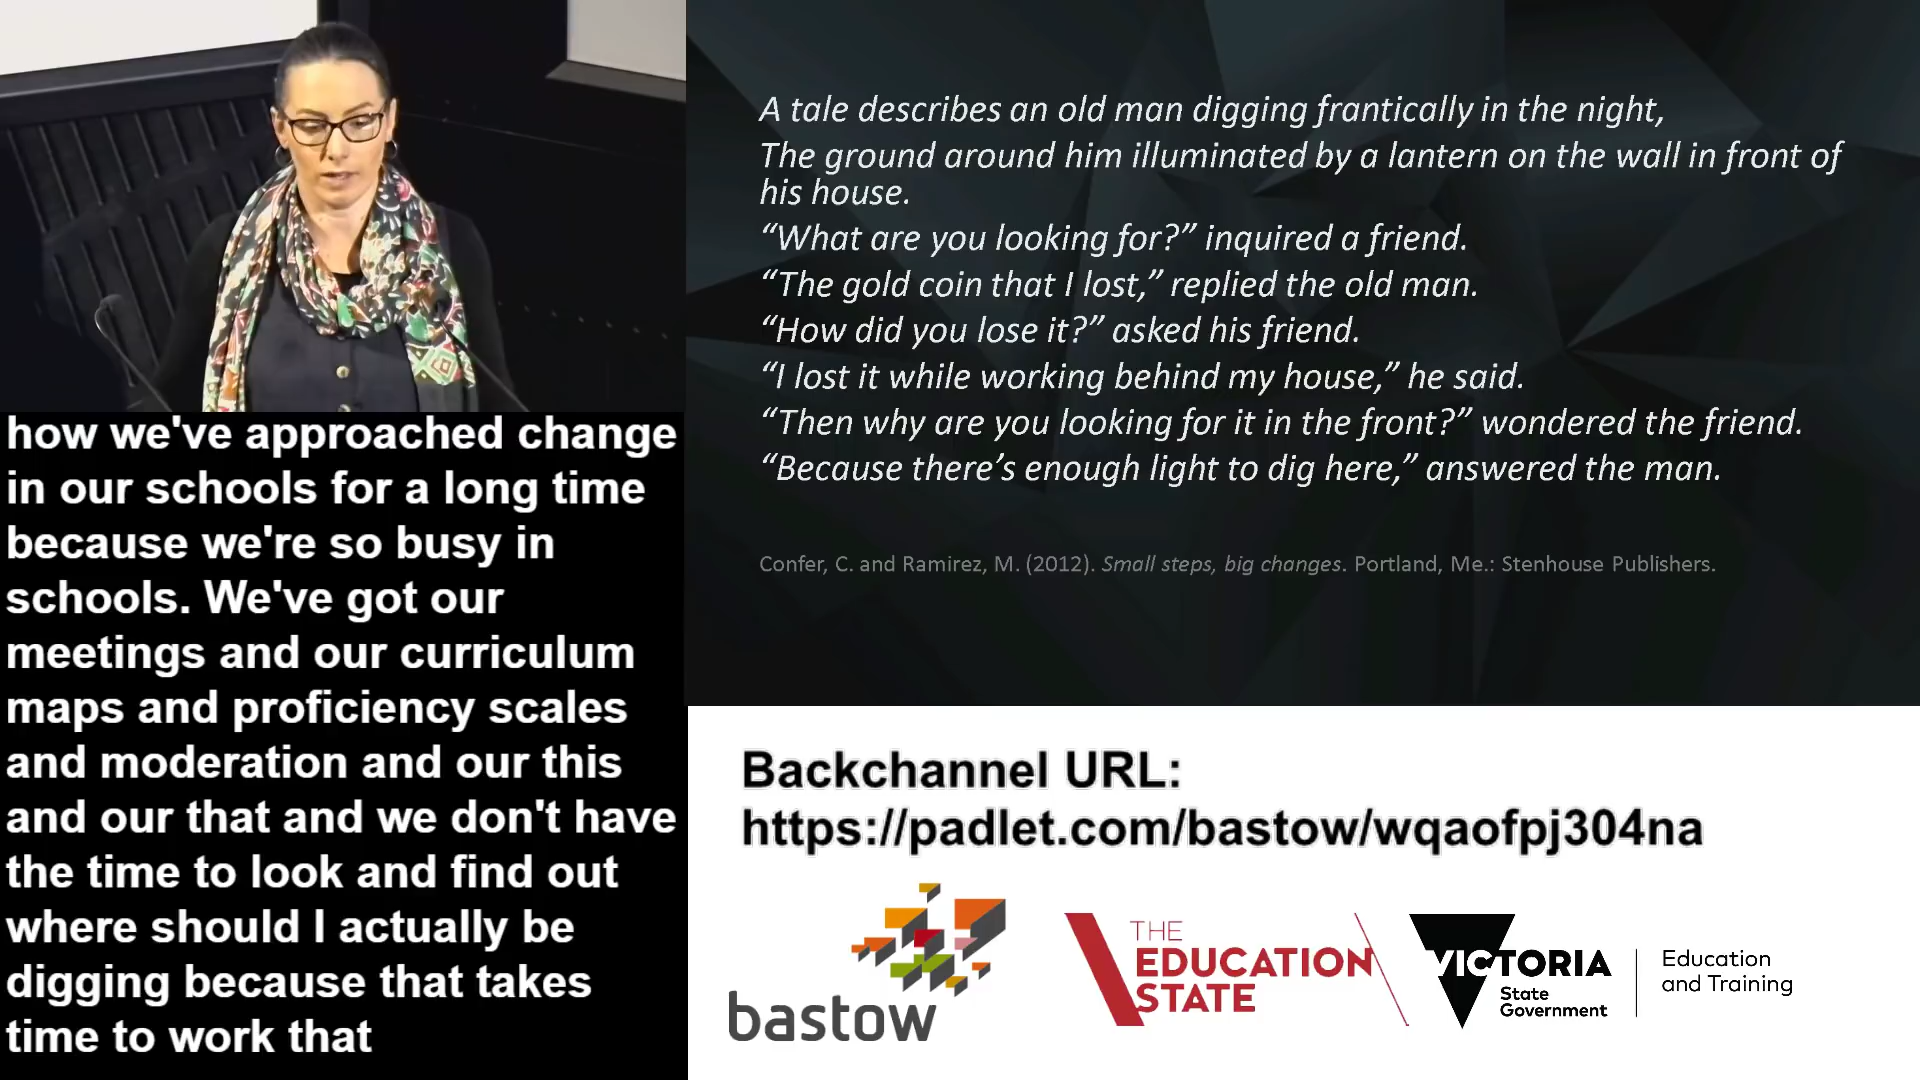 A tale describes an old man digging frantically in the night,
The ground around him illuminated by a lantern on the wall in front of
his house.
“What are you looking for?” inquired a friend.
“The gold coin that I lost,” replied the old man.
“How did you lose it?” asked his friend.
“I lost it while working behind my house,” he said.
“Then why are you looking for it in the front?” wondered the friend.
“Because there’s enough light to dig here,” answered the man.
Confer, C. and Ramirez, M. (2012). Small steps, big changes. Portland, Me.: Stenhouse Publishers.
how we've approached change
in our schools for a long time
because we're so busy in
schools. We've got our
meetings and our curriculum
maps and proficiency scales
and moderation and our this
and our that and we don't have
the time to look and find out
where should I actually be
digging because that takes
time to work that
Backchannel URL:
https://padlet.com/bastow/wqaofpj304na
bastow
THE
EDUCATION
STATE
VICTORIA
State
Government
Education
and Training